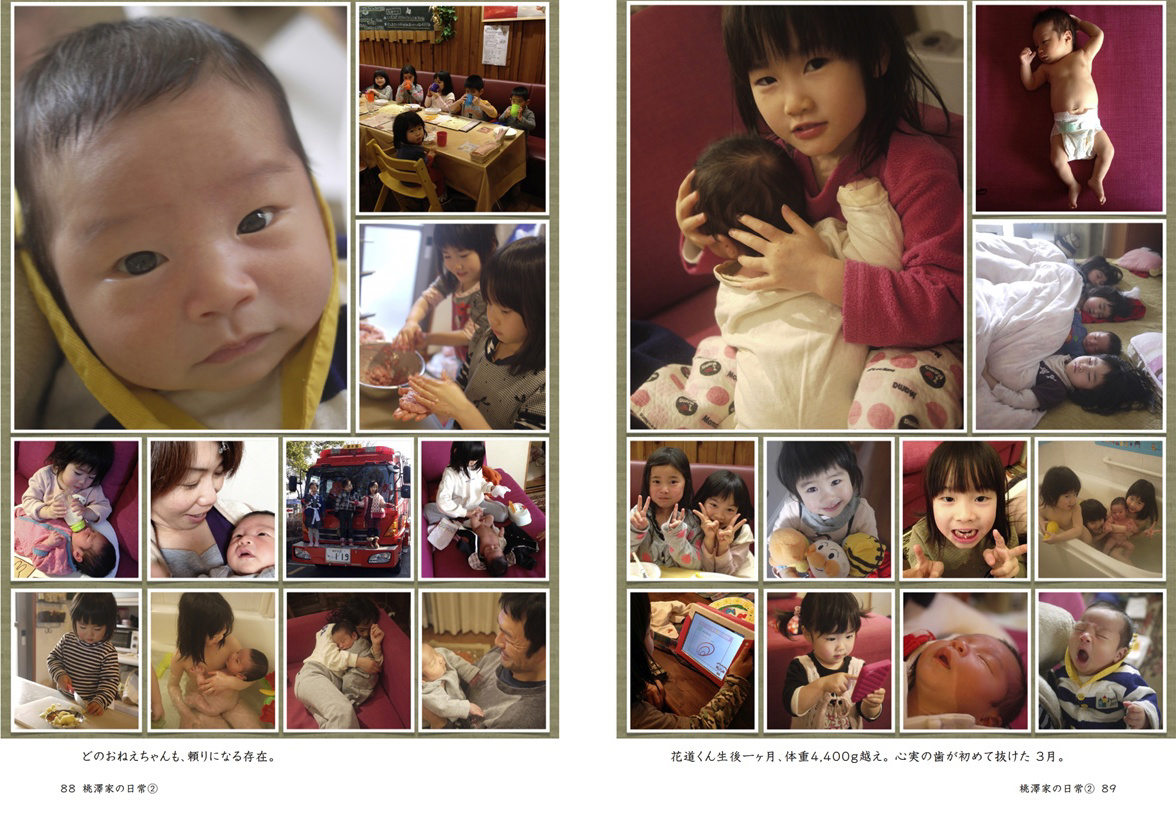 どのおねえちゃんも、頼りになる存在。
88 桃澤家の日常②
119
花道くん生後一ヶ月、体重4,400g越え。心実の歯が初めて抜けた 3月。
桃澤家の日常② 89